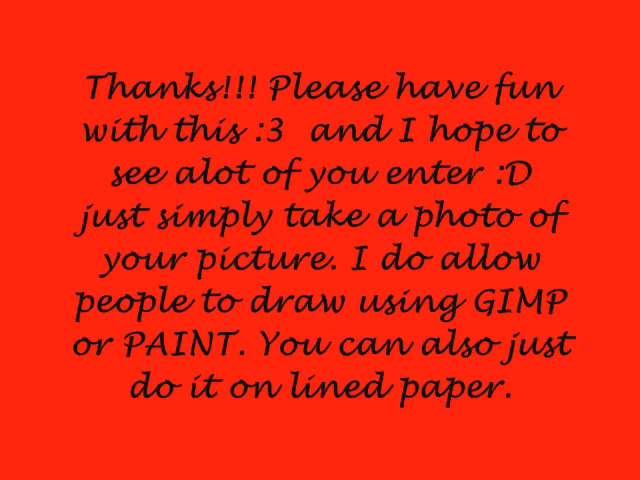 Thanks!!! Please have fun
with this :3 and I hope to
see alot of you enter :D
just simply take a photo of
your picture. I do allow
people to draw using GIMP
or PAINT. You can also just
do it on lined paper.